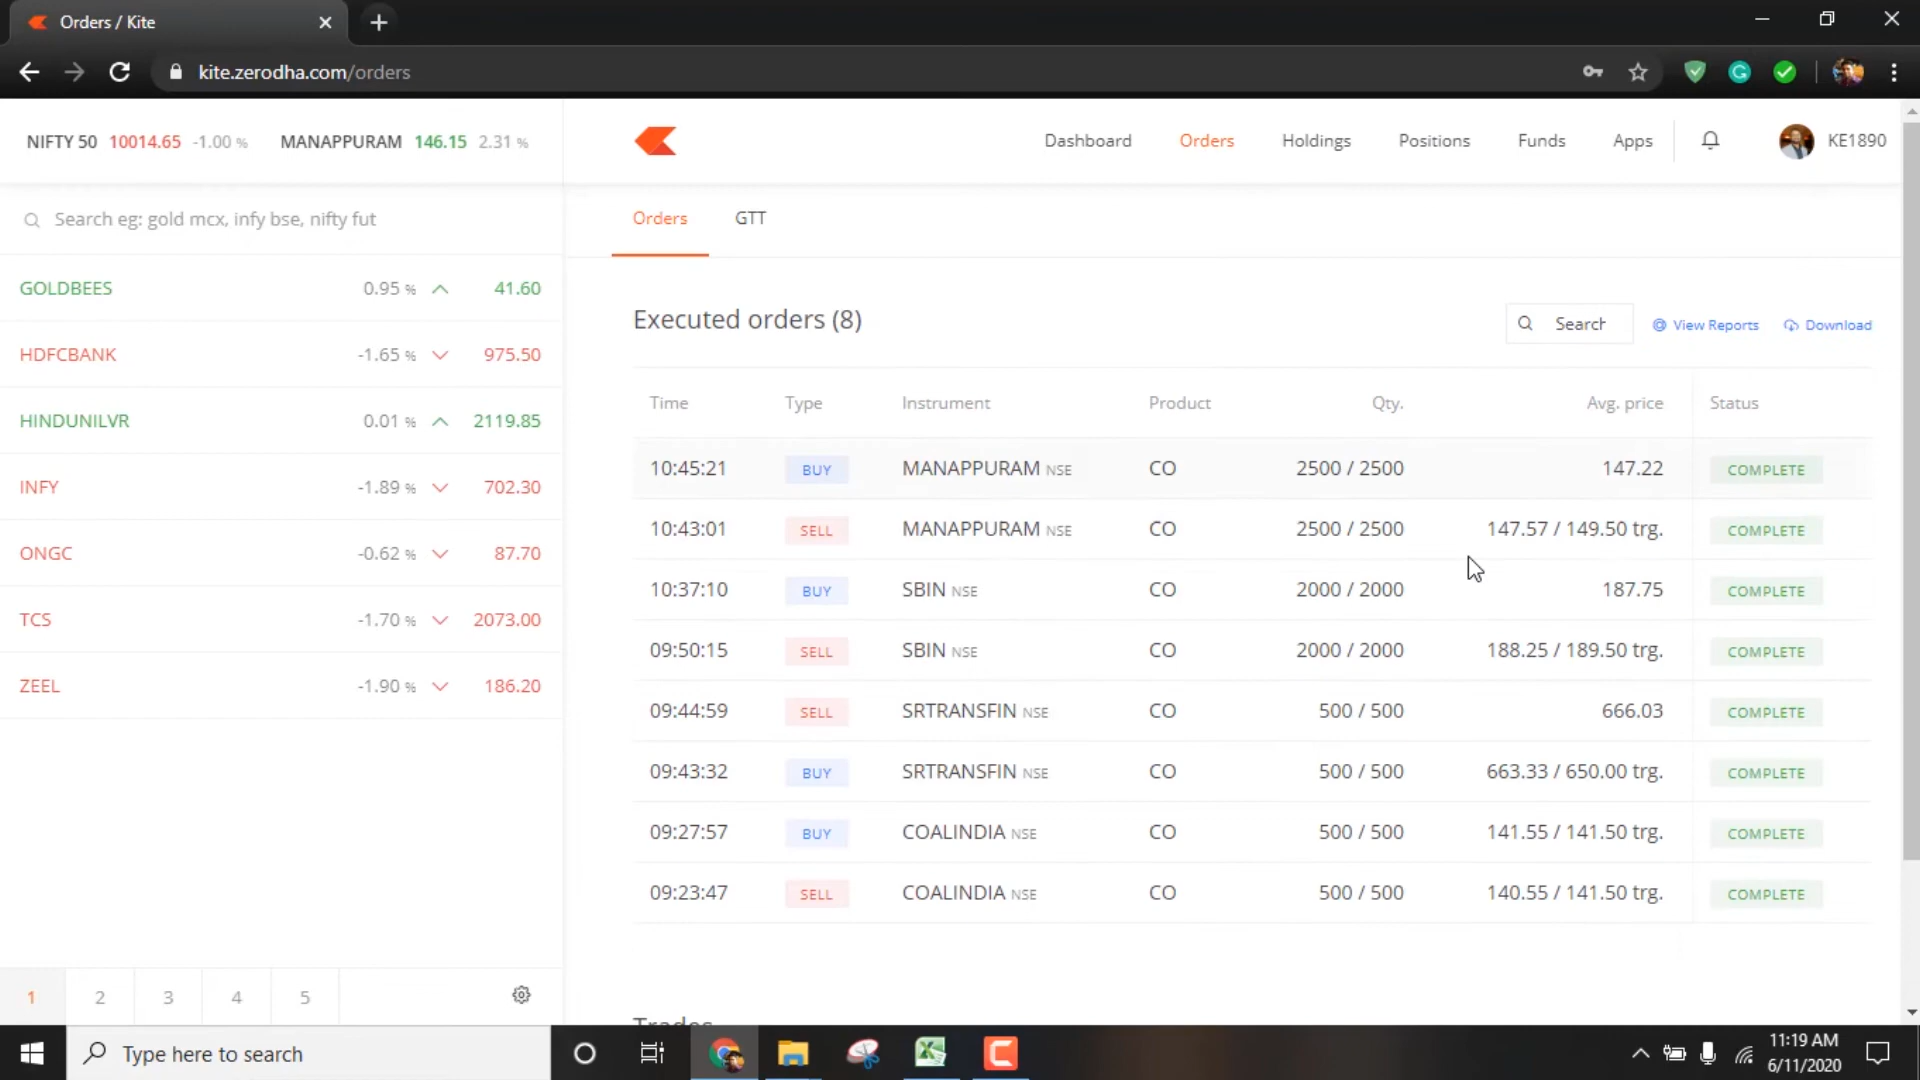 Orders / Kite
kite.zerodha.com/orders
NIFTY 50 10014.65 -1.00 % MANAPPURAM 146.15 2.31 %
Dashboard Orders Holdings Positions Funds Apps KE1890
Search eg: gold mcx, infy bse, nifty fut
GOLDBEES 0.95 % 41.60
HDFCBANK -1.65 % 975.50
HINDUNILVR 0.01 % 2119.85
INFY -1.89 % 702.30
ONGC -0.62 % 87.70
TCS -1.70 % 2073.00
ZEEL -1.90 % 186.20
1 2 3 4 5
Orders GTT
Executed orders (8) Search View Reports Download
Time Type Instrument Product Qty. Avg. price Status
10:45:21 BUY MANAPPURAM NSE CO 2500 / 2500 147.22 COMPLETE
10:43:01 SELL MANAPPURAM NSE CO 2500 / 2500 147.57 / 149.50 trg. COMPLETE
10:37:10 BUY SBIN NSE CO 2000 / 2000 187.75 COMPLETE
09:50:15 SELL SBIN NSE CO 2000 / 2000 188.25 / 189.50 trg. COMPLETE
09:44:59 SELL SRTRANSFIN NSE CO 500 / 500 666.03 COMPLETE
09:43:32 BUY SRTRANSFIN NSE CO 500 / 500 663.33 / 650.00 trg. COMPLETE
09:27:57 BUY COALINDIA NSE CO 500 / 500 141.55 / 141.50 trg. COMPLETE
09:23:47 SELL COALINDIA NSE CO 500 / 500 140.55 / 141.50 trg. COMPLETE
Type here to search
11:19 AM
6/11/2020